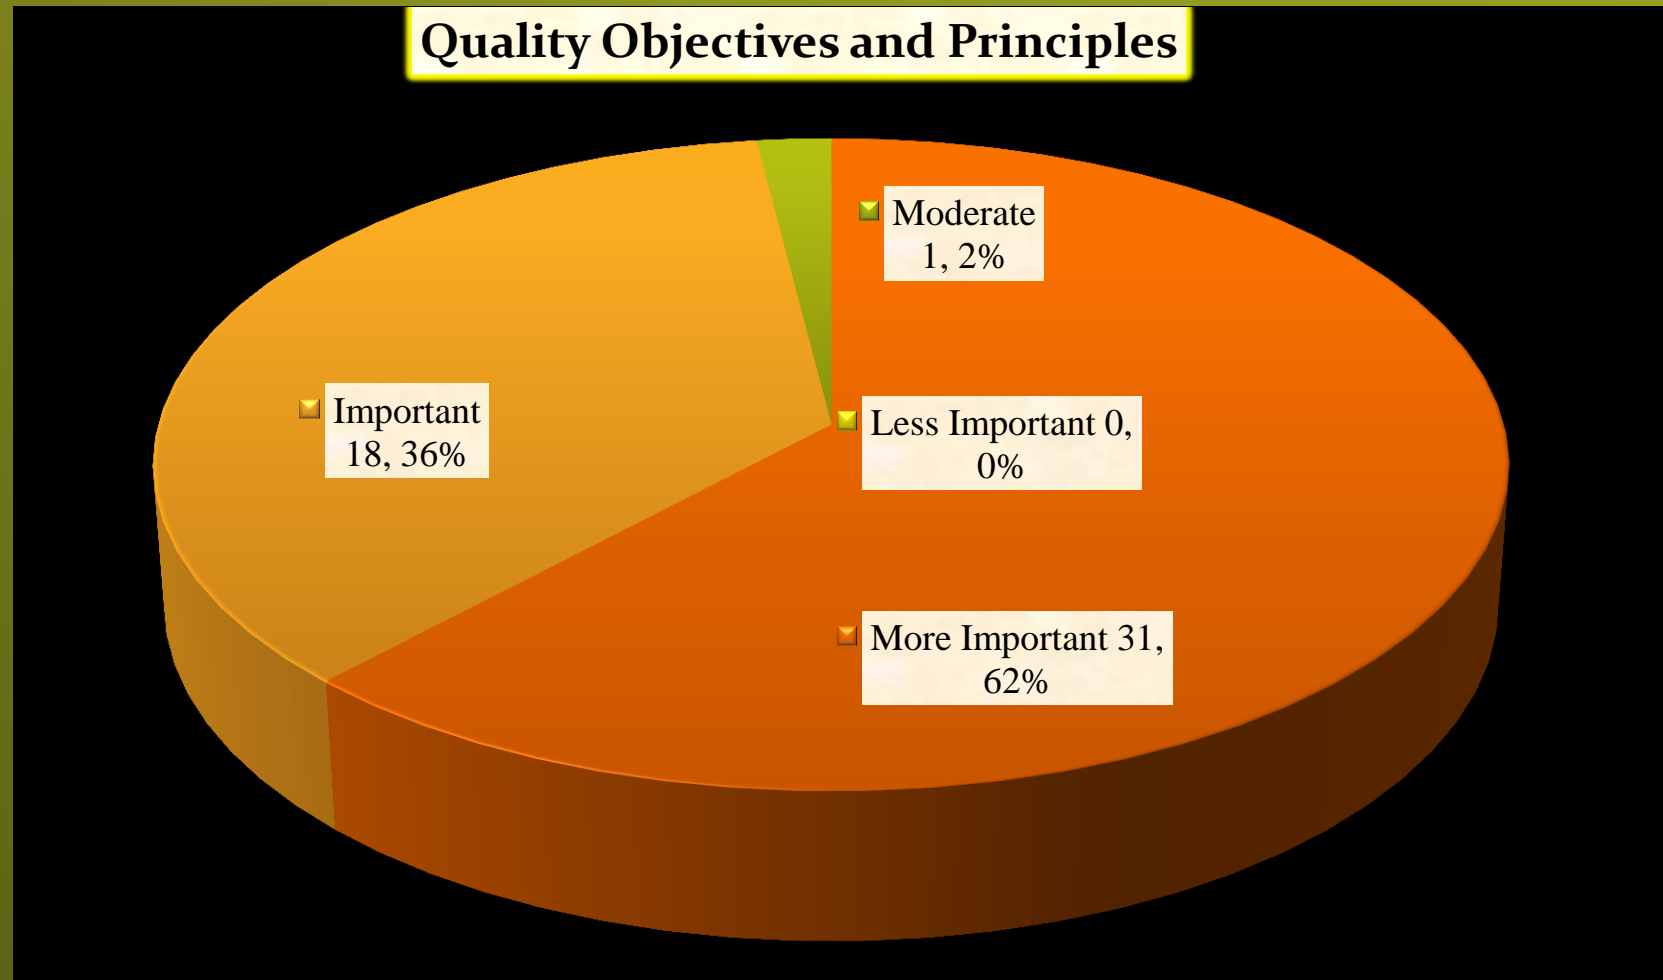 Quality Objectives and Principles
Moderate
1, 2%
Important
18, 36%
Less Important 0,
0%
More Important 31,
62%